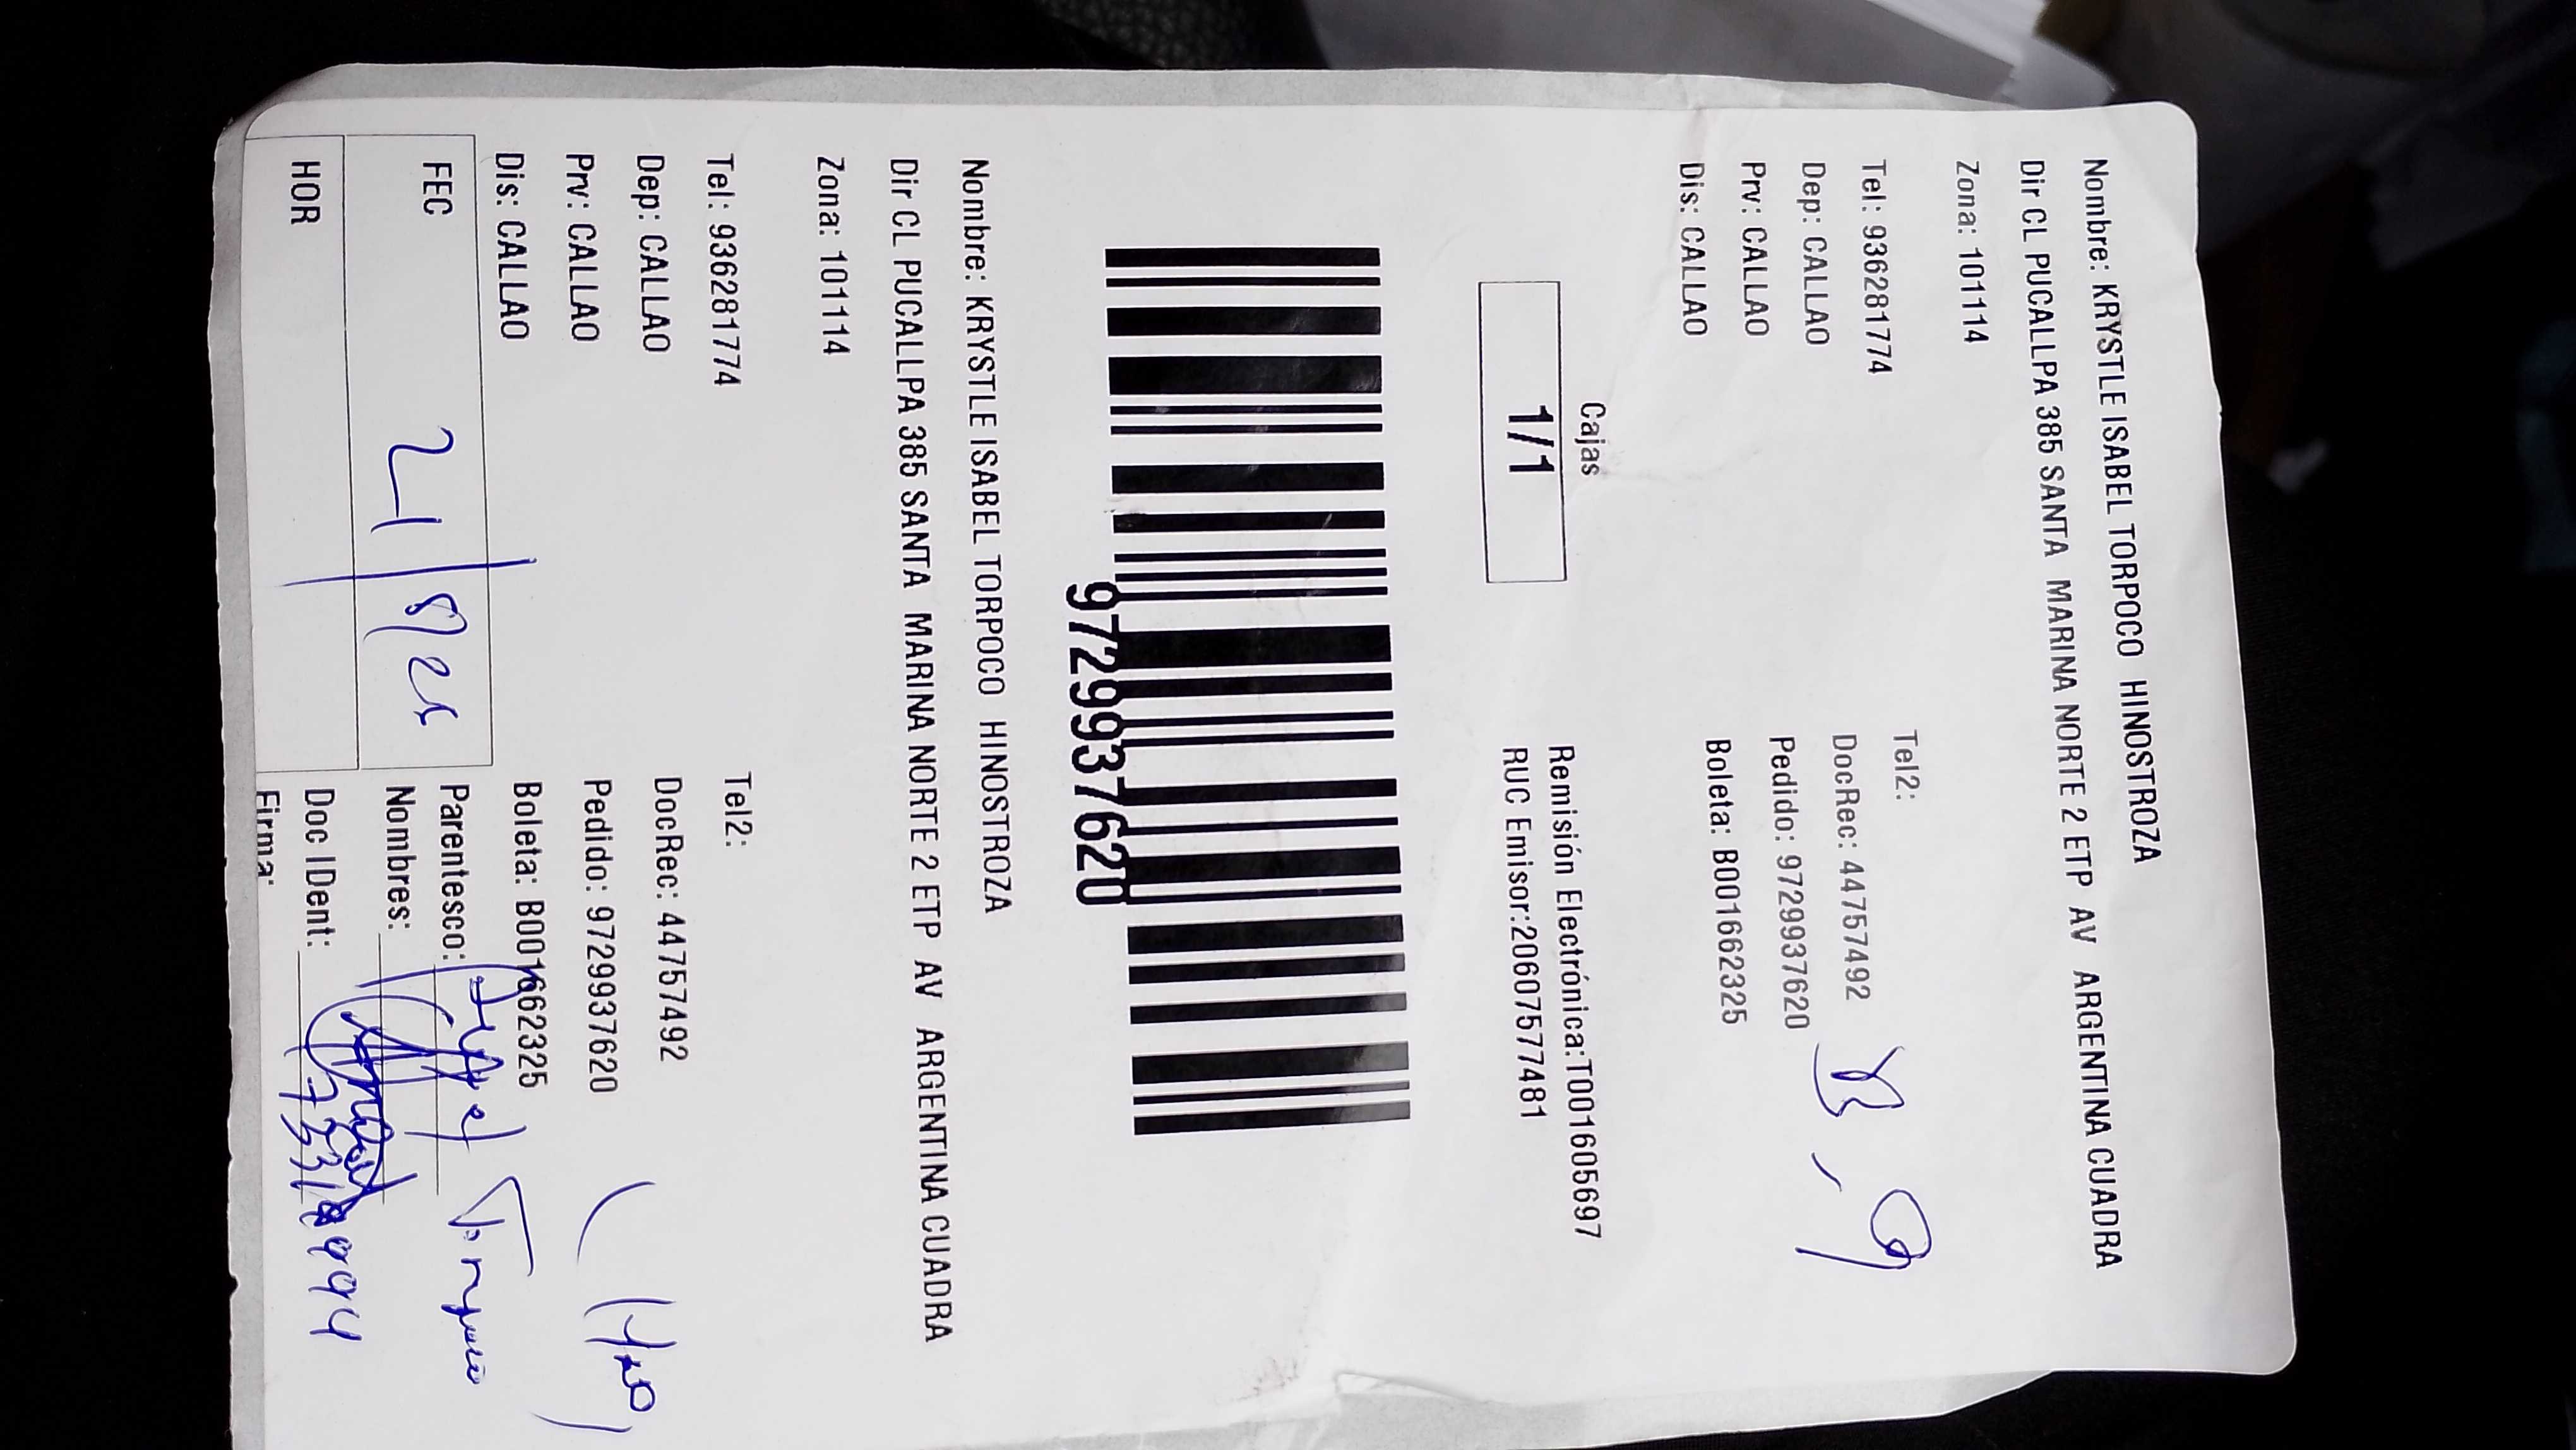 Nombre: KRYSTLE ISABEL TORPOCO HINOSTROZA
Dir CL PUCALLPA 385 SANTA MARINA NORTE 2 ETP AV ARGENTINA CUADRA
Zona: 101114
Tel: 936281774 Tel2:
Dep: CALLAO DocRec: 44757492
Prv: CALLAO Pedido: 9729937620
Dis: CALLAO Boleta: B001662325
Cajas
1/1
Remisión Electrónica:T001605697
RUC Emisor:20607577481
9729937620
Nombre: KRYSTLE ISABEL TORPOCO HINOSTROZA
Dir CL PUCALLPA 385 SANTA MARINA NORTE 2 ETP AV ARGENTINA CUADRA
Zona: 101114
Tel: 936281774 Tel2:
Dep: CALLAO DocRec: 44757492
Prv: CALLAO Pedido: 9729937620
Dis: CALLAO Boleta: B001662325
FEC 21/8/25 Parentesco:
Nombres:
HOR Doc IDent:
Firma: